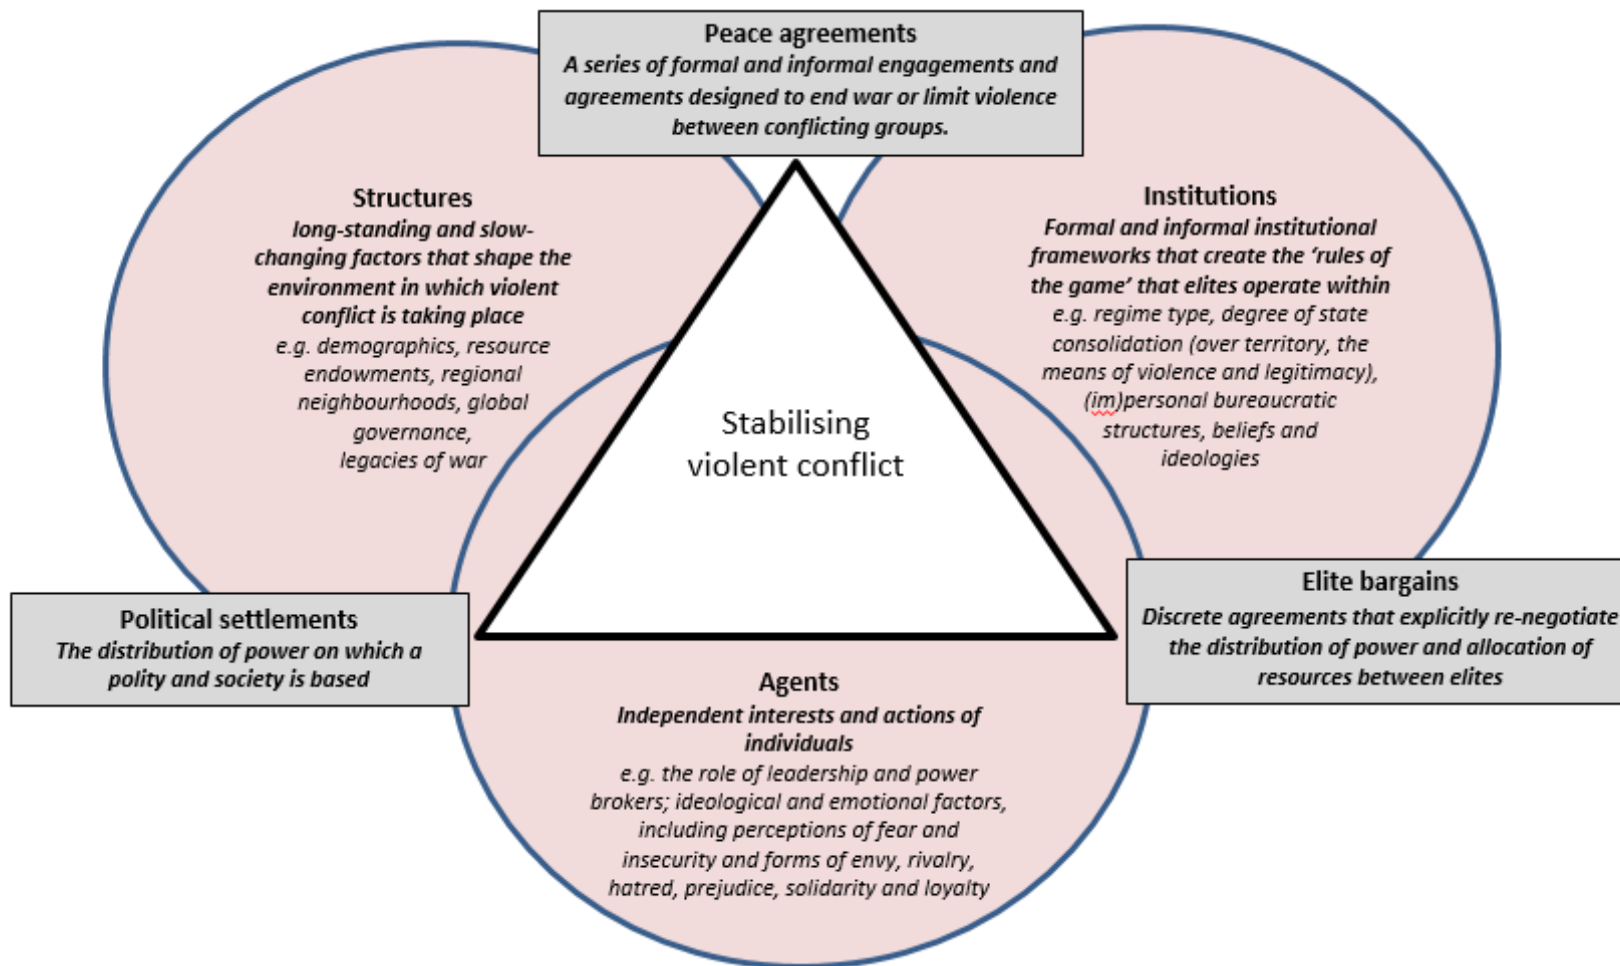 Peace agreements
A series of formal and informal engagements and
agreements designed to end war or limit violence
between conflicting groups.
Structures
long-standing and slow-
changing factors that shape the
environment in which violent
conflict is taking place
e.g. demographics, resource
endowments, regional
neighbourhoods, global
governance,
legacies of war
Institutions
Formal and informal institutional
frameworks that create the ‘rules of
the game’ that elites operate within
e.g. regime type, degree of state
consolidation (over territory, the
means of violence and legitimacy),
(im)personal bureaucratic
structures, beliefs and
ideologies
Stabilising
violent conflict
Political settlements
The distribution of power on which a
polity and society is based
Elite bargains
Discrete agreements that explicitly re-negotiate
the distribution of power and allocation of
resources between elites
Agents
Independent interests and actions of
individuals
e.g. the role of leadership and power
brokers; ideological and emotional factors,
including perceptions of fear and
insecurity and forms of envy, rivalry,
hatred, prejudice, solidarity and loyalty